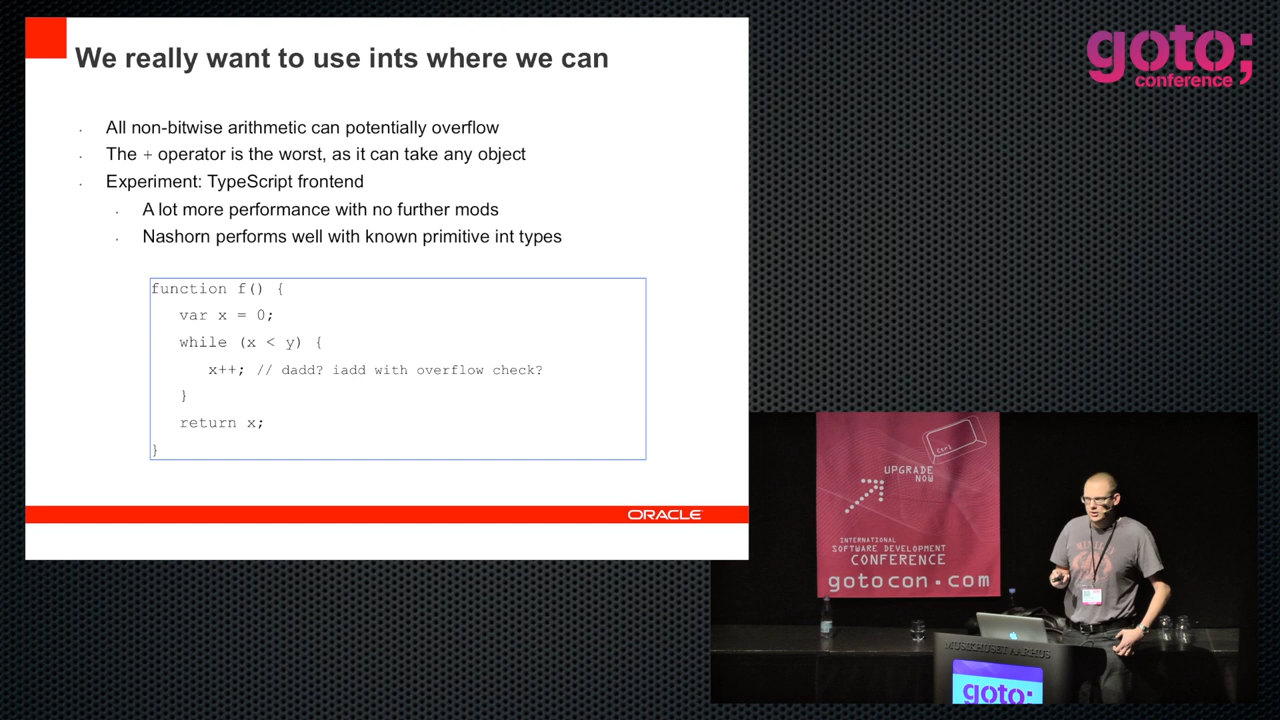 We really want to use ints where we can
All non-bitwise arithmetic can potentially overflow
The + operator is the worst, as it can take any object
Experiment: TypeScript frontend
A lot more performance with no further mods
Nashorn performs well with known primitive int types
function f() {
var x = 0;
while (x < y) {
x++; // dadd? iadd with overflow check?
}
return x;
}
ORACLE
goto;
conference
UPGRADE
NOW
INTERNATIONAL
SOFTWARE DEVELOPMENT
CONFERENCE
gotocon.com
MUSIKHUSET AARHUS
goto;